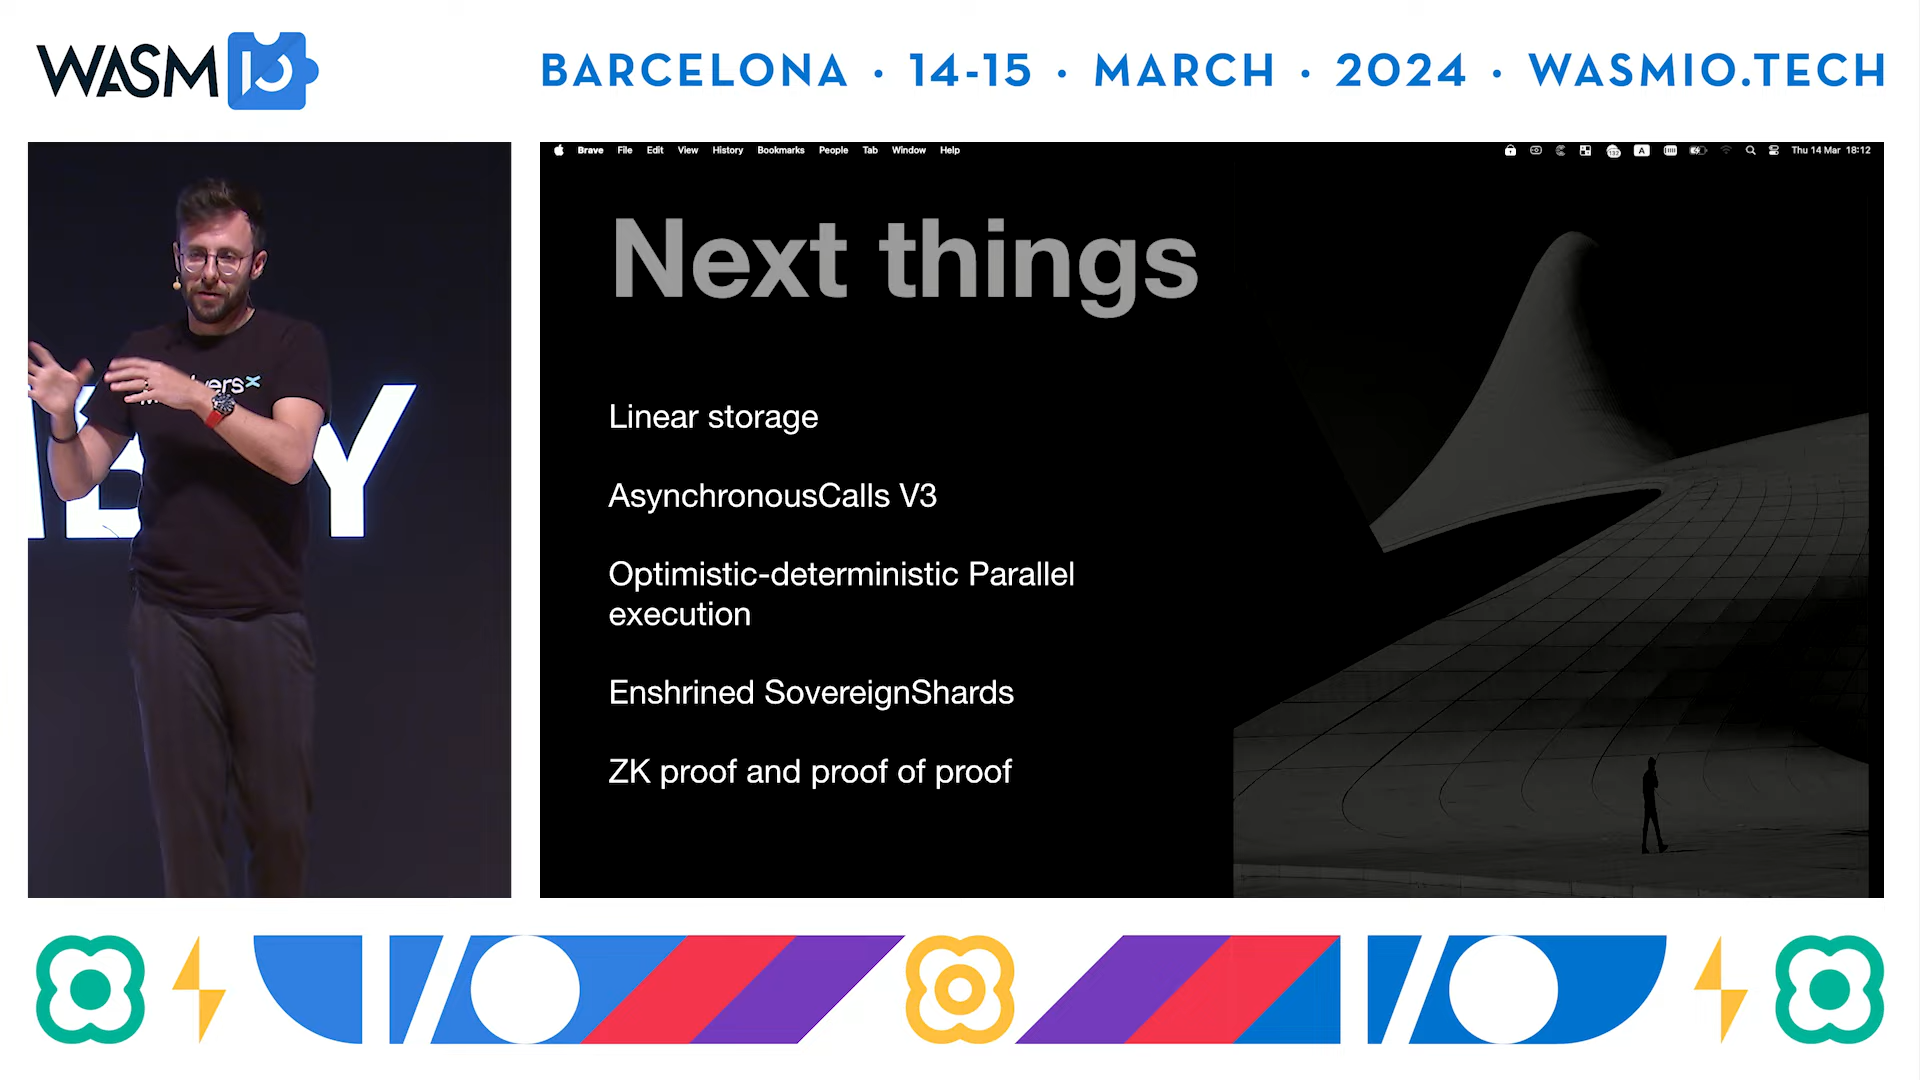 WASM IO
BARCELONA · 14-15 · MARCH · 2024 · WASMIO.TECH
Brave File Edit View History Bookmarks People Tab Window Help
A
Thu 14 Mar 18:12
Next things
Linear storage
AsynchronousCalls V3
Optimistic-deterministic Parallel
execution
Enshrined SovereignShards
ZK proof and proof of proof
Y